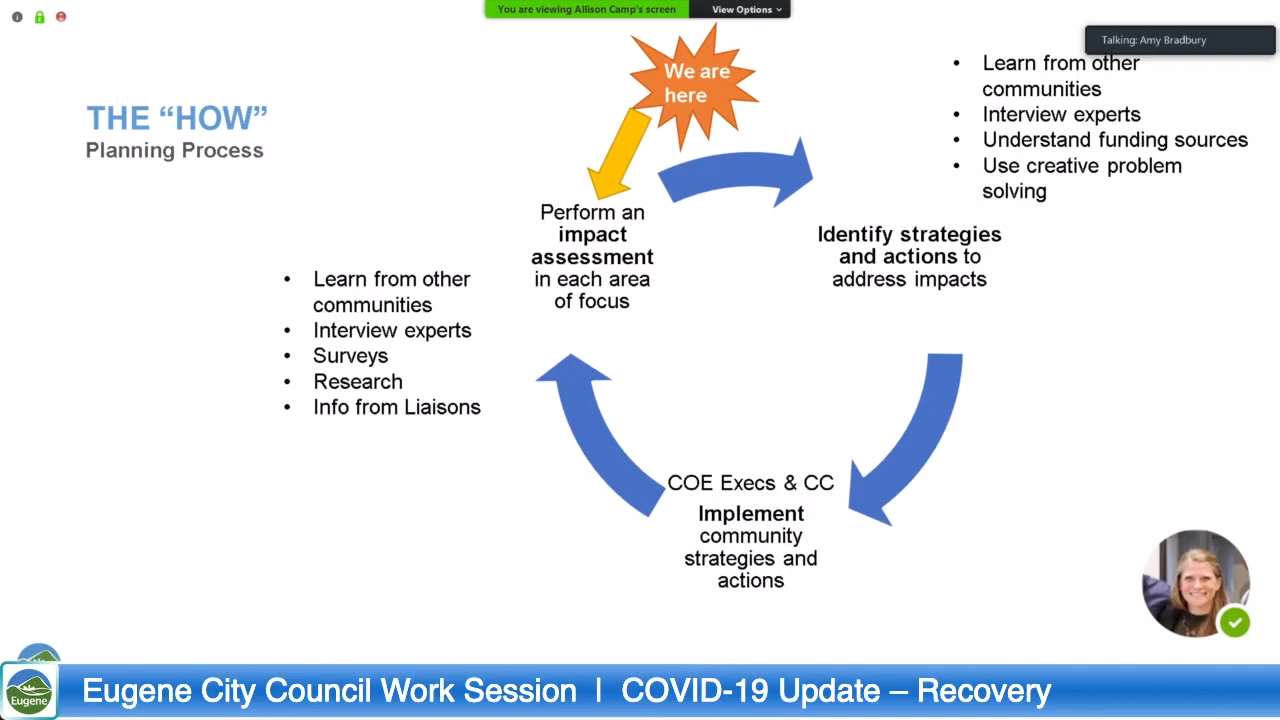 You are viewing Allison Camp's screen
View Options
Talking: Amy Bradbury
THE “HOW”
Planning Process
We are
here
• Learn from other
communities
• Interview experts
• Understand funding sources
• Use creative problem
solving
Perform an
impact
assessment
in each area
of focus
Identify strategies
and actions to
address impacts
• Learn from other
communities
• Interview experts
• Surveys
• Research
• Info from Liaisons
COE Execs & CC
Implement
community
strategies and
actions
Eugene
Eugene City Council Work Session | COVID-19 Update – Recovery